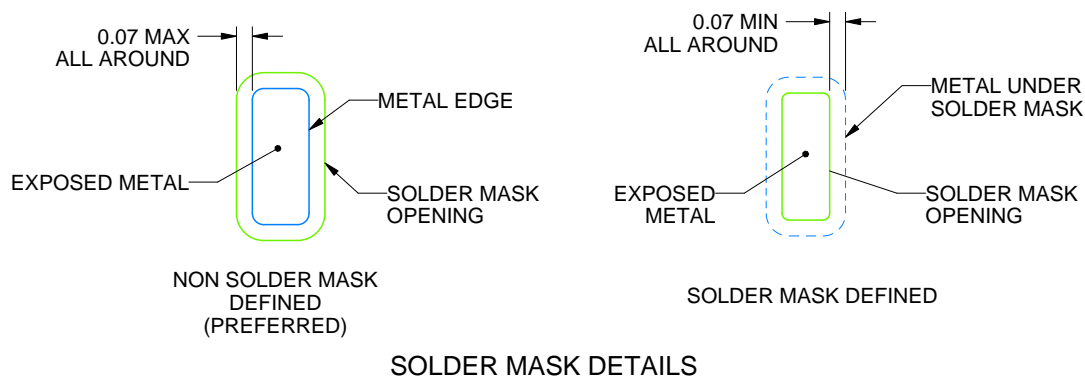 0.07 MAX
ALL AROUND
METAL EDGE
EXPOSED METAL
SOLDER MASK
OPENING
NON SOLDER MASK
DEFINED
(PREFERRED)
0.07 MIN
ALL AROUND
METAL UNDER
SOLDER MASK
EXPOSED
METAL
SOLDER MASK
OPENING
SOLDER MASK DEFINED
SOLDER MASK DETAILS